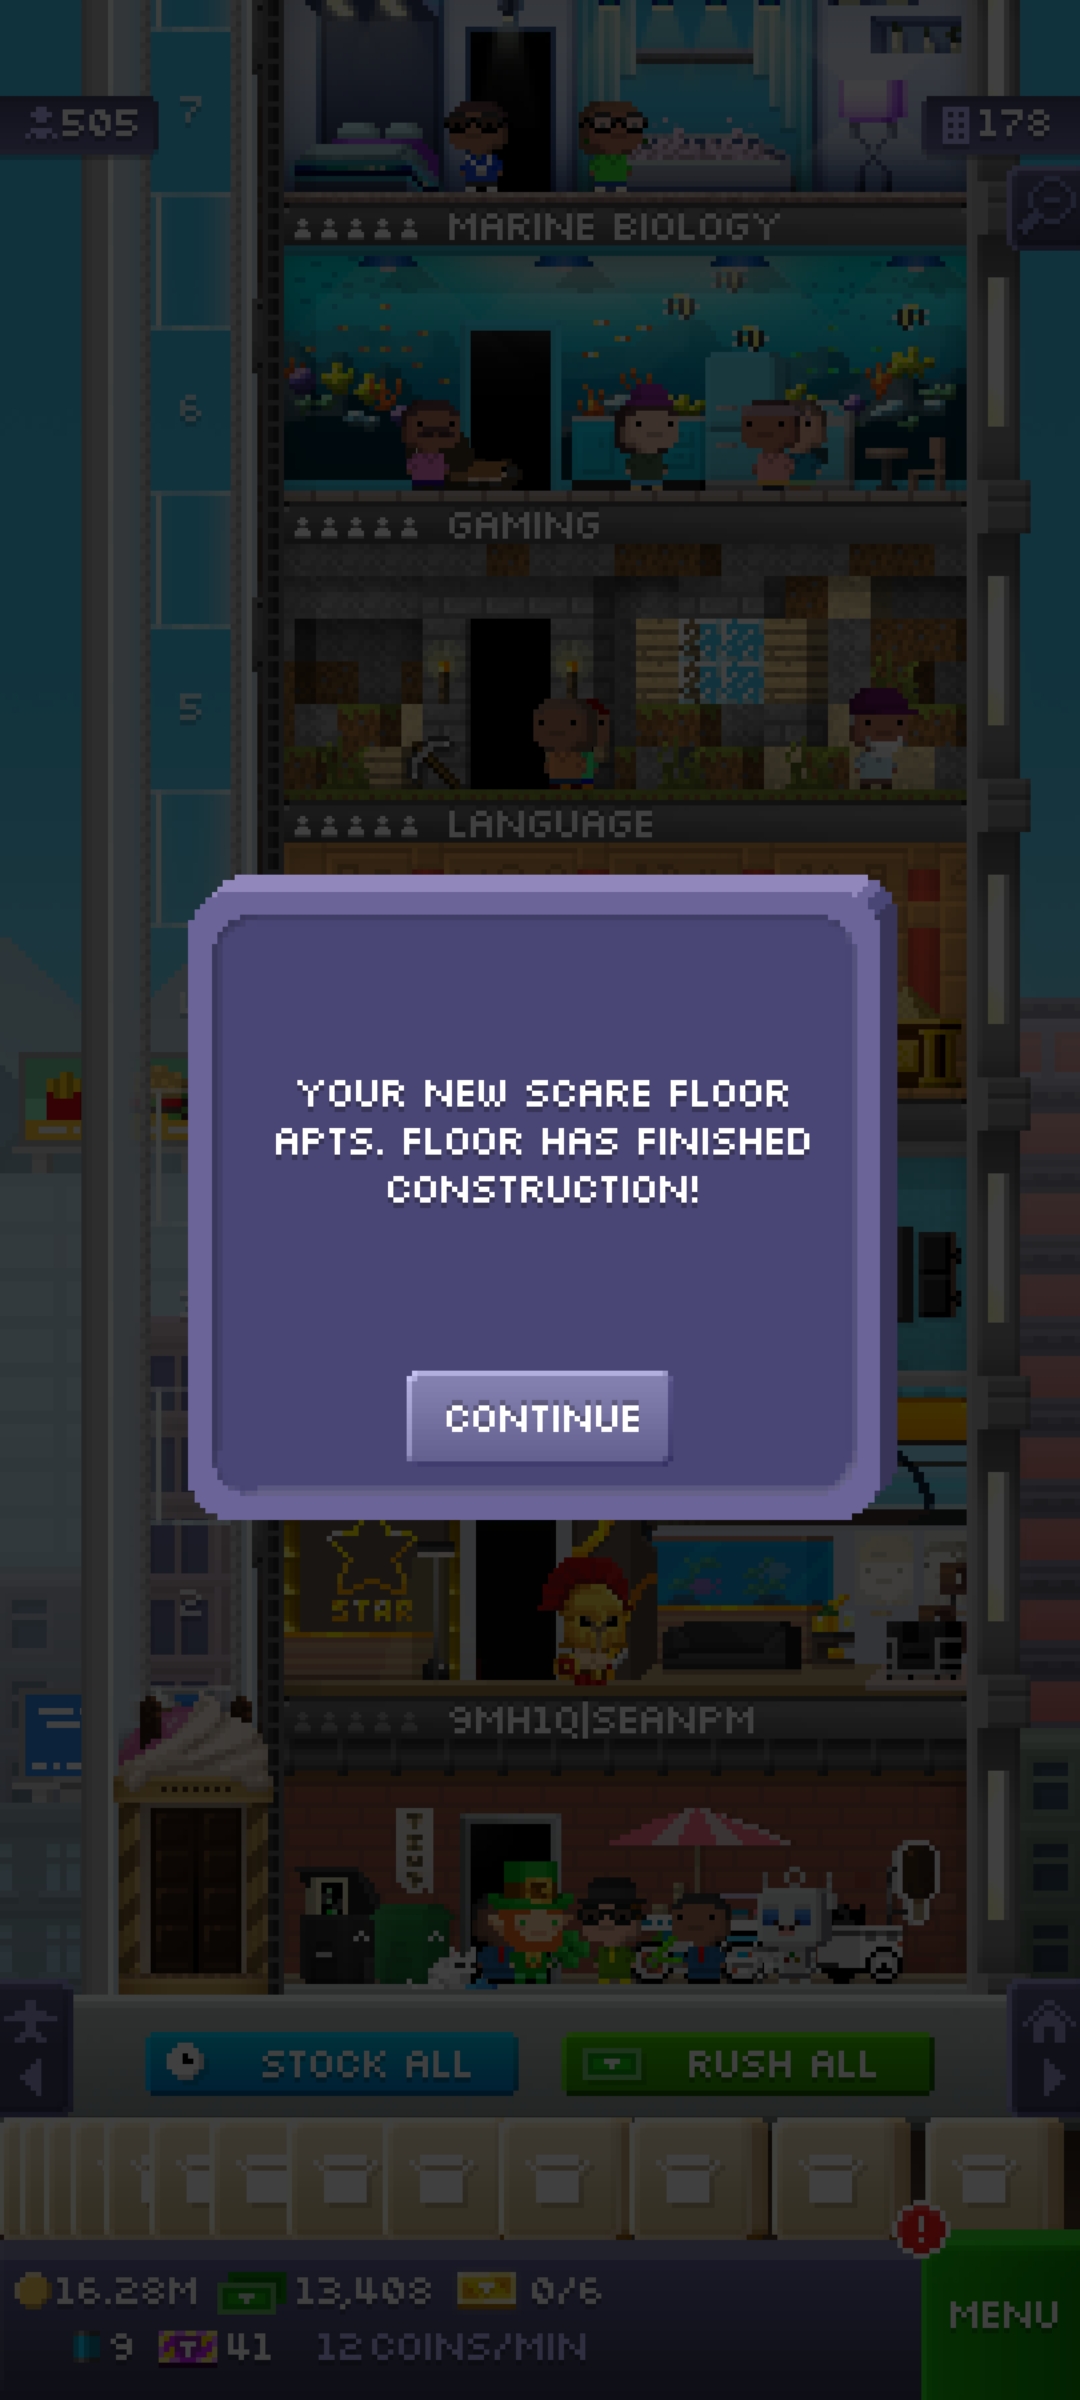 7
505
178
MARINE BIOLOGY
6
GAMING
5
LANGUAGE
YOUR NEW SCARE FLOOR
APTS. FLOOR HAS FINISHED
CONSTRUCTION!
CONTINUE
2
STAR
9MH1Q|SEANPM
TINY
STOCK ALL
RUSH ALL
16.28M 13,408 0/6
9 T 41 12 COINS/MIN
!
MENU